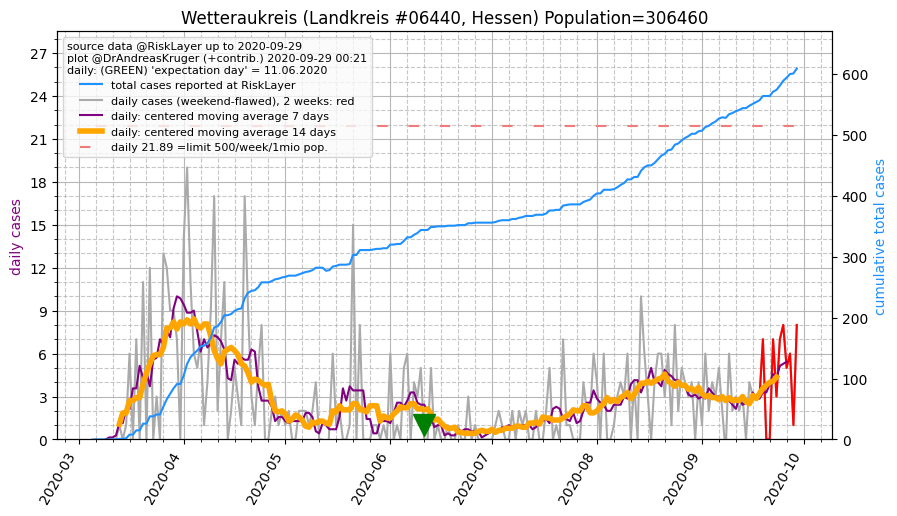 Wetteraukreis (Landkreis #06440, Hessen) Population=306460
source data @RiskLayer up to 2020-09-29
plot @DrAndreasKruger (+contrib.) 2020-09-29 00:21
daily: (GREEN) 'expectation day' = 11.06.2020
total cases reported at RiskLayer
daily cases (weekend-flawed), 2 weeks: red
daily: centered moving average 7 days
daily: centered moving average 14 days
daily 21.89 =limit 500/week/1mio pop.
daily cases
27
24
21
18
15
12
9
6
3
0
cumulative total cases
600
500
400
300
200
100
0
2020-03
2020-04
2020-05
2020-06
2020-07
2020-08
2020-09
2020-10